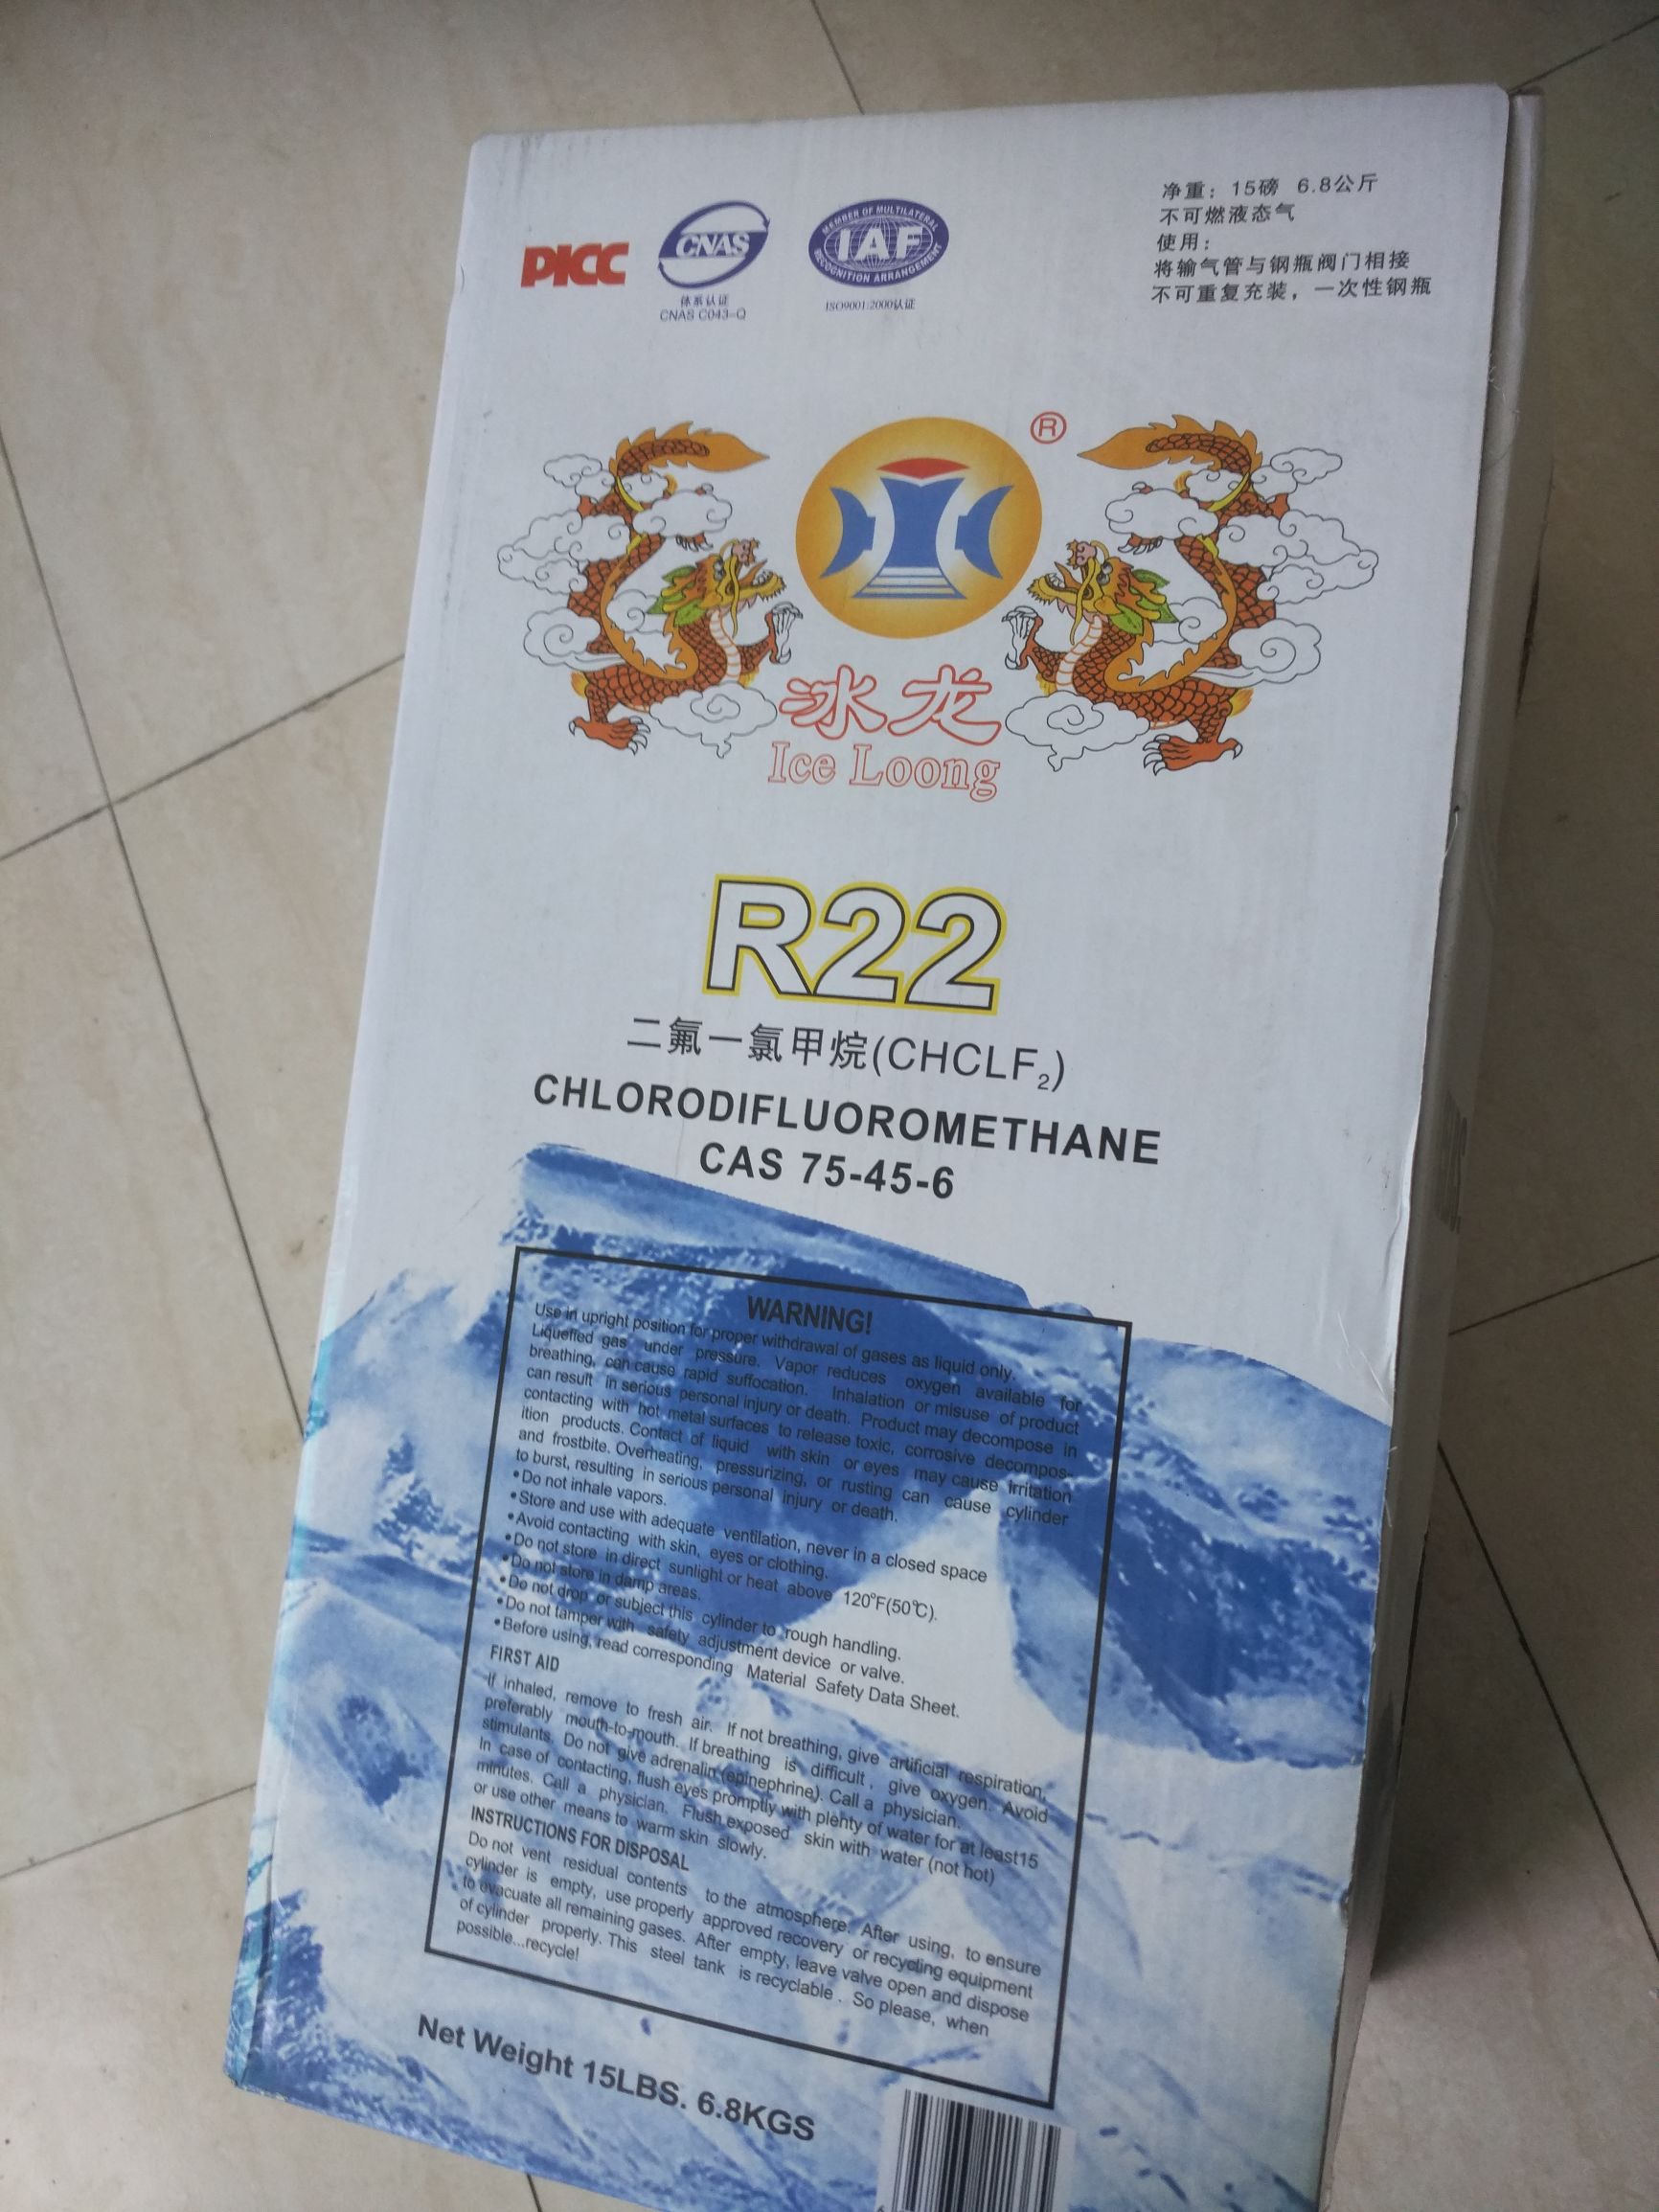 PICC
CNAS
体系认证
CNAS C043-Q
MEMBER OF MULTILATERAL
IAF
RECOGNITION ARRANGEMENT
ISO9001:2000认证
净重：15磅 6.8公斤
不可燃液态气
使用：
将输气管与钢瓶阀门相接
不可重复充装，一次性钢瓶
®
冰龙
Ice Loong
R22
二氟一氯甲烷(CHCLF₂)
CHLORODIFLUOROMETHANE
CAS 75-45-6
WARNING!
Use in upright position for proper withdrawal of gases as liquid only.
Liquefied gas under pressure. Vapor reduces oxygen available for
breathing, can cause rapid suffocation. Inhalation or misuse of product
can result in serious personal injury or death. Product may decompose in
contacting with hot metal surfaces to release toxic, corrosive decompos-
ition products. Contact of liquid with skin or eyes may cause irritation
and frostbite. Overheating, pressurizing, or rusting can cause cylinder
to burst, resulting in serious personal injury or death.
•Do not inhale vapors.
•Store and use with adequate ventilation, never in a closed space
•Avoid contacting with skin, eyes or clothing.
•Do not store in direct sunlight or heat above 120°F(50℃).
•Do not store in damp areas.
•Do not drop or subject this cylinder to rough handling.
•Do not tamper with safety adjustment device or valve.
•Before using, read corresponding Material Safety Data Sheet.
FIRST AID
If inhaled, remove to fresh air. If not breathing, give artificial respiration,
preferably mouth-to-mouth. If breathing is difficult, give oxygen. Avoid
stimulants. Do not give adrenalin (epinephrine). Call a physician.
In case of contacting, flush eyes promptly with plenty of water for at least15
minutes. Call a physician. Flush exposed skin with water (not hot)
or use other means to warm skin slowly.
INSTRUCTIONS FOR DISPOSAL
Do not vent residual contents to the atmosphere. After using, to ensure
cylinder is empty, use properly approved recovery or recycling equipment
to evacuate all remaining gases. After empty, leave valve open and dispose
of cylinder properly. This steel tank is recyclable. So please, when
possible...recycle!
Net Weight 15LBS. 6.8KGS